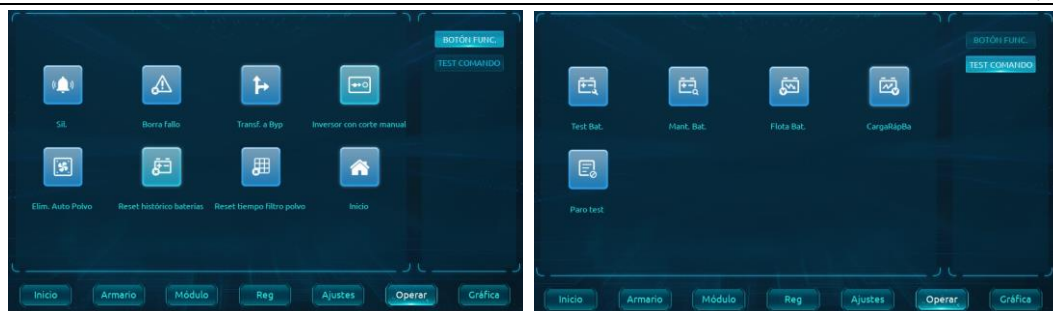 BOTÓN FUNC.
TEST COMANDO
Sil.
Borra fallo
Transf. a Byp
Inversor con corte manual
Elim. Auto Polvo
Reset histórico baterías
Reset tiempo filtro polvo
Inicio
Inicio
Armario
Módulo
Reg
Ajustes
Operar
Gráfica
BOTÓN FUNC.
TEST COMANDO
Test Bat.
Mant. Bat.
Flota Bat.
CargaRápBa
Paro test
Inicio
Armario
Módulo
Reg
Ajustes
Operar
Gráfica